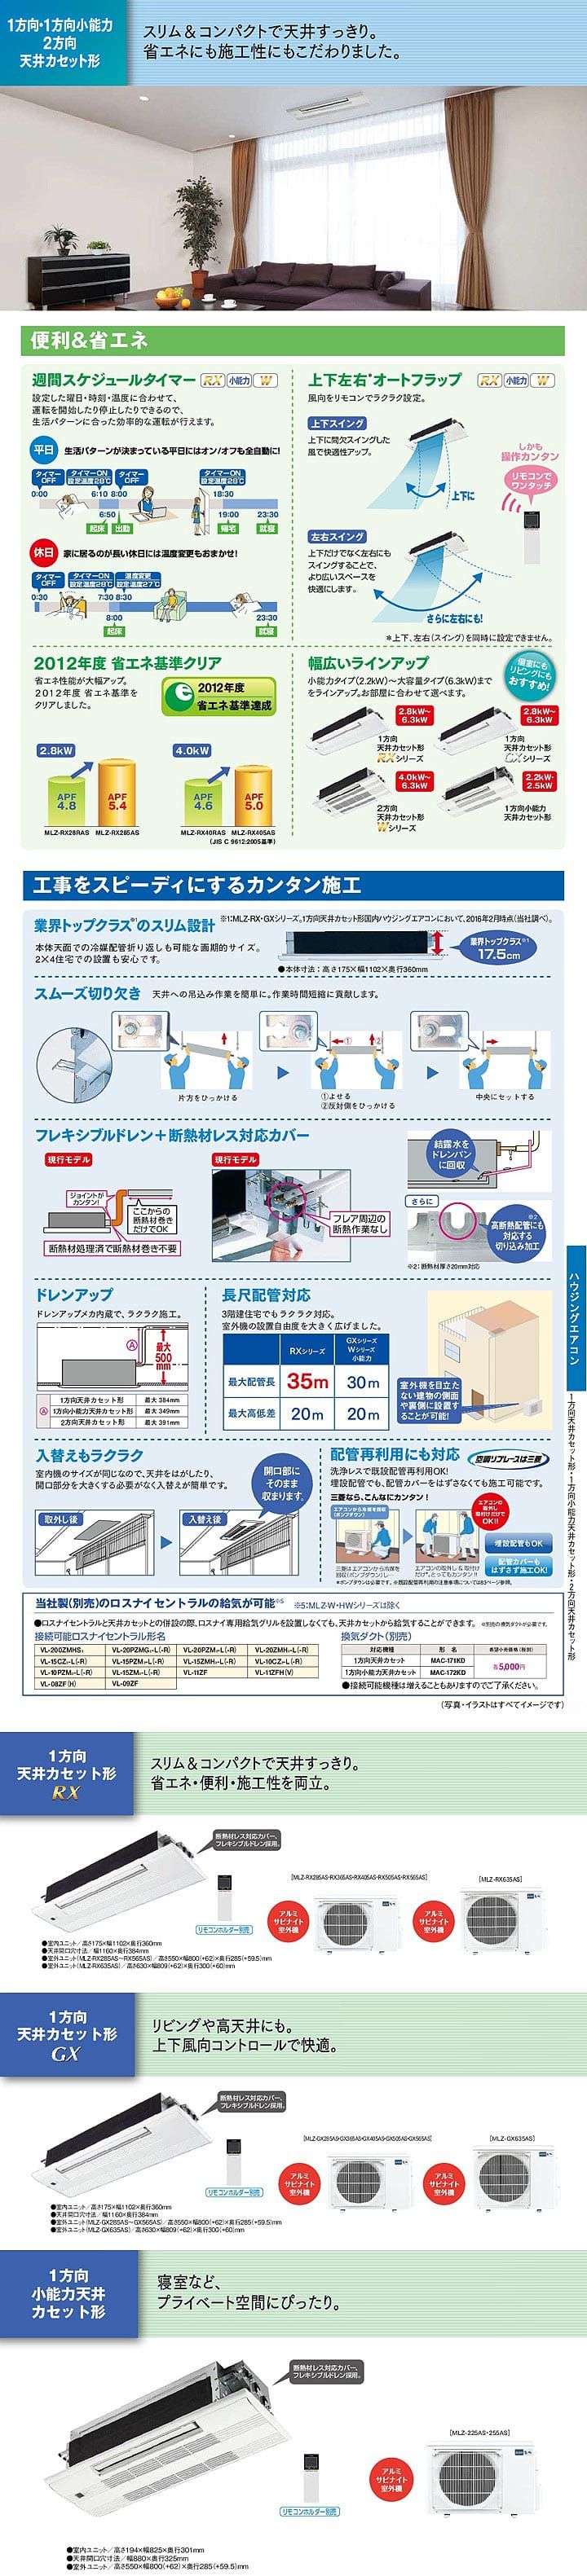 1方向・1方向小能力
2方向
天井カセット形
スリム＆コンパクトで天井すっきり。
省エネにも施工性にもこだわりました。
便利&省エネ
週間スケジュールタイマー RX 小能力 W
設定した曜日・時刻・温度に合わせて、
運転を開始したり停止したりできるので、
生活パターンに合った効率的な運転が行えます。
平日 生活パターンが決まっている平日にはオン/オフも全自動に!
タイマーOFF タイマーON 設定温度28℃ タイマーOFF タイマーON 設定温度28℃
0:00 6:10 8:00 18:30
6:50 19:00 23:30
起床 出勤 帰宅 就寝
休日 家に居るのが長い休日には温度変更もおまかせ!
タイマーOFF タイマーON 設定温度28℃ 温度変更 設定温度27℃
0:30 7:30 8:30
8:00 23:30
起床 就寝
上下左右*オートフラップ RX 小能力 W
風向をリモコンでラクラク設定。
上下スイング
上下に間欠スイングした
風で快適性アップ。
上下に
しかも
操作カンタン
リモコンで
ワンタッチ
左右スイング
上下だけでなく左右にも
スイングすることで、
より広いスペースを
快適にします。
さらに左右にも!
*上下、左右(スイング)を同時に設定できません。
2012年度 省エネ基準クリア
省エネ性能が大幅アップ。
2012年度 省エネ基準を
クリアしました。
2012年度
省エネ基準達成
2.8kW 4.0kW
APF 4.8 APF 5.4 APF 4.6 APF 5.0
MLZ-RX28RAS MLZ-RX285AS MLZ-RX40RAS MLZ-RX405AS
(JIS C 9612:2005基準)
幅広いラインアップ
小能力タイプ(2.2kW)〜大容量タイプ(6.3kW)まで
をラインアップ。お部屋に合わせて選べます。
個室にも
リビングにも
おすすめ!
2.8kW〜6.3kW
1方向
天井カセット形
RXシリーズ
2.8kW〜6.3kW
1方向
天井カセット形
GXシリーズ
4.0kW〜6.3kW
2方向
天井カセット形
Wシリーズ
2.2kW・2.5kW
1方向小能力
天井カセット形
工事をスピーディにするカンタン施工
業界トップクラス※1のスリム設計 ※1:MLZ-RX・GXシリーズ。1方向天井カセット形国内ハウジングエアコンにおいて、2016年2月時点(当社調べ)。
本体天面での冷媒配管折り返しも可能な画期的サイズ。
2×4住宅での設置も安心です。
業界トップクラス※1
17.5cm
●本体寸法：高さ175×幅1102×奥行360mm
スムーズ切り欠き 天井への吊込み作業を簡単に。作業時間短縮に貢献します。
片方をひっかける
①よせる
②反対側をひっかける
中央にセットする
フレキシブルドレン＋断熱材レス対応カバー
現行モデル
ジョイントが
カンタン!
ここからの
断熱材巻き
だけでOK
断熱材処理済で断熱材巻き不要
現行モデル
フレア周辺の
断熱作業なし
結露水を
ドレンパン
に回収
さらに
※2
高断熱配管にも
対応する
切り込み加工
※2:断熱材厚さ20mm対応
ドレンアップ
ドレンアップメカ内蔵で、ラクラク施工。
Ⓐ 最大500mm
1方向天井カセット形 最大 384mm
Ⓐ 1方向小能力天井カセット形 最大 349mm
2方向天井カセット形 最大 391mm
長尺配管対応
3階建住宅でもラクラク対応。
室外機の設置自由度を大きく広げました。
RXシリーズ GXシリーズ Wシリーズ 小能力
最大配管長 35m 30m
最大高低差 20m 20m
室外機を目立た
ない建物の側面
や裏側に設置す
ることが可能!
入替えもラクラク
室内機のサイズが同じなので、天井をはがしたり、
開口部分を大きくする必要がなく入替えが簡単です。
開口部に
そのまま
収まります。
取外し後 入替え後
配管再利用にも対応 空調リプレースは三菱
洗浄レスで既設配管再利用OK!
埋設配管でも、配管カバーをはずさなくても施工可能です。
三菱なら、こんなにカンタン!
エアコンの
取外し
取付けだけで
OK!!
埋設配管もOK
配管カバーも
はずさず施工OK!
ハウジングエアコン
1方向天井カセット形・1方向小能力天井カセット形・2方向天井カセット形
当社製(別売)のロスナイセントラルの給気が可能※5 ※5:MLZ-W・HWシリーズは除く
●ロスナイセントラルと天井カセットとの併設の際、ロスナイ専用給気グリルを設置しなくても、天井カセットから給気することができます。 ※別売の換気ダクトが必要です。
接続可能ロスナイセントラル形名
VL-200ZMHS₃ VL-20PZMG₃-L(-R) VL-20PZM₃-L(-R) VL-20ZMH₃-L(-R)
VL-15CZ₃-L(-R) VL-15PZM₃-L(-R) VL-15ZMH₃-L(-R) VL-10CZ₃-L(-R)
VL-10PZM₃-L(-R) VL-15ZM₃-L(-R) VL-11ZF VL-11ZFH(V)
VL-08ZF(H) VL-09ZF
換気ダクト(別売)
対応機種 形 名 希望小売価格(税別)
1方向天井カセット MAC-171KD 各5,000円
1方向小能力天井カセット MAC-172KD
●接続可能機種は増えることもありますのでご了承ください。
(写真・イラストはすべてイメージです)
1方向
天井カセット形
RX
スリム＆コンパクトで天井すっきり。
省エネ・便利・施工性を両立。
断熱材レス対応カバー、
フレキシブルドレン採用。
リモコンホルダー別売
[MLZ-RX285AS・RX365AS・RX405AS・RX505AS・RX565AS]
[MLZ-RX635AS]
アルミ
サビナイト
室外機
アルミ
サビナイト
室外機
●室内ユニット／高さ175×幅1102×奥行360mm
●天井開口穴寸法／幅1160×奥行384mm
●室外ユニット(MLZ-RX285AS〜RX565AS)／高さ550×幅800(+62)×奥行285(+59.5)mm
●室外ユニット(MLZ-RX635AS)／高さ630×幅809(+62)×奥行300(+60)mm
1方向
天井カセット形
GX
リビングや高天井にも。
上下風向コントロールで快適。
断熱材レス対応カバー、
フレキシブルドレン採用。
リモコンホルダー別売
[MLZ-GX285AS・GX365AS・GX405AS・GX505AS・GX565AS]
[MLZ-GX635AS]
アルミ
サビナイト
室外機
アルミ
サビナイト
室外機
●室内ユニット／高さ175×幅1102×奥行360mm
●天井開口穴寸法／幅1160×奥行384mm
●室外ユニット(MLZ-GX285AS〜GX565AS)／高さ550×幅800(+62)×奥行285(+59.5)mm
●室外ユニット(MLZ-GX635AS)／高さ630×幅809(+62)×奥行300(+60)mm
1方向
小能力天井
カセット形
寝室など、
プライベート空間にぴったり。
断熱材レス対応カバー、
フレキシブルドレン採用。
リモコンホルダー別売
[MLZ-225AS・255AS]
アルミ
サビナイト
室外機
●室内ユニット／高さ194×幅825×奥行301mm
●天井開口穴寸法／幅880×奥行325mm
●室外ユニット／高さ550×幅800(+62)×奥行285(+59.5)mm